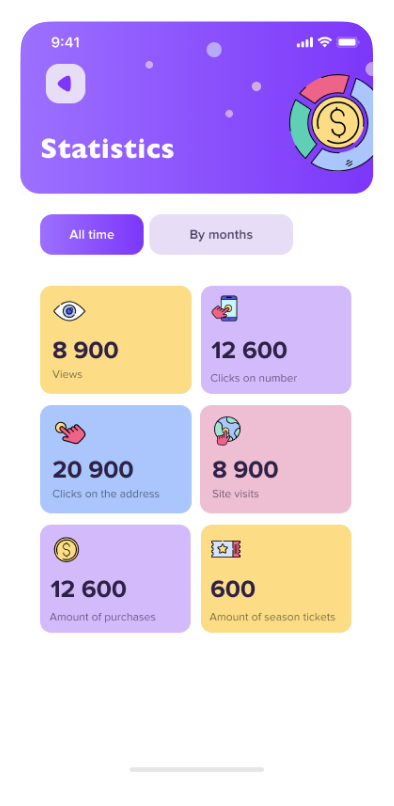 9:41
Statistics
All time
By months
8 900
Views
12 600
Clicks on number
20 900
Clicks on the address
8 900
Site visits
12 600
Amount of purchases
600
Amount of season tickets